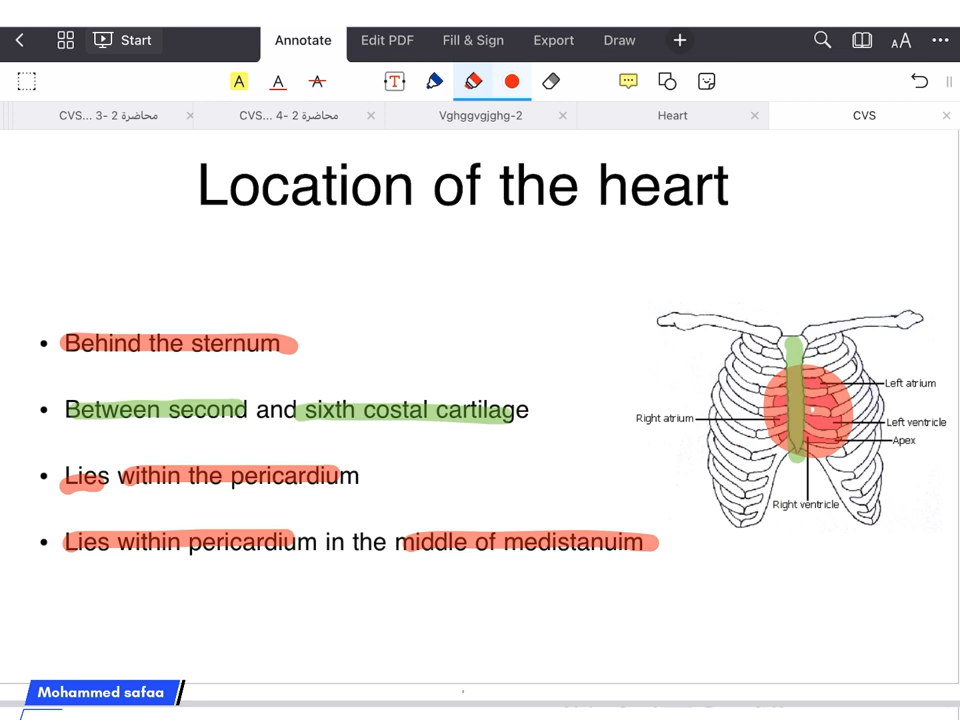 Start
Annotate
Edit PDF
Fill & Sign
Export
Draw
AA
A
A
A
T
CVS... محاضرة 2 -3
CVS... محاضرة 2 -4
Vghggvgjghg-2
Heart
CVS
Location of the heart
• Behind the sternum
• Between second and sixth costal cartilage
• Lies within the pericardium
• Lies within pericardium in the middle of medistanuim
Left atrium
Right atrium
Left ventricle
Apex
Right ventricle
Mohammed safaa